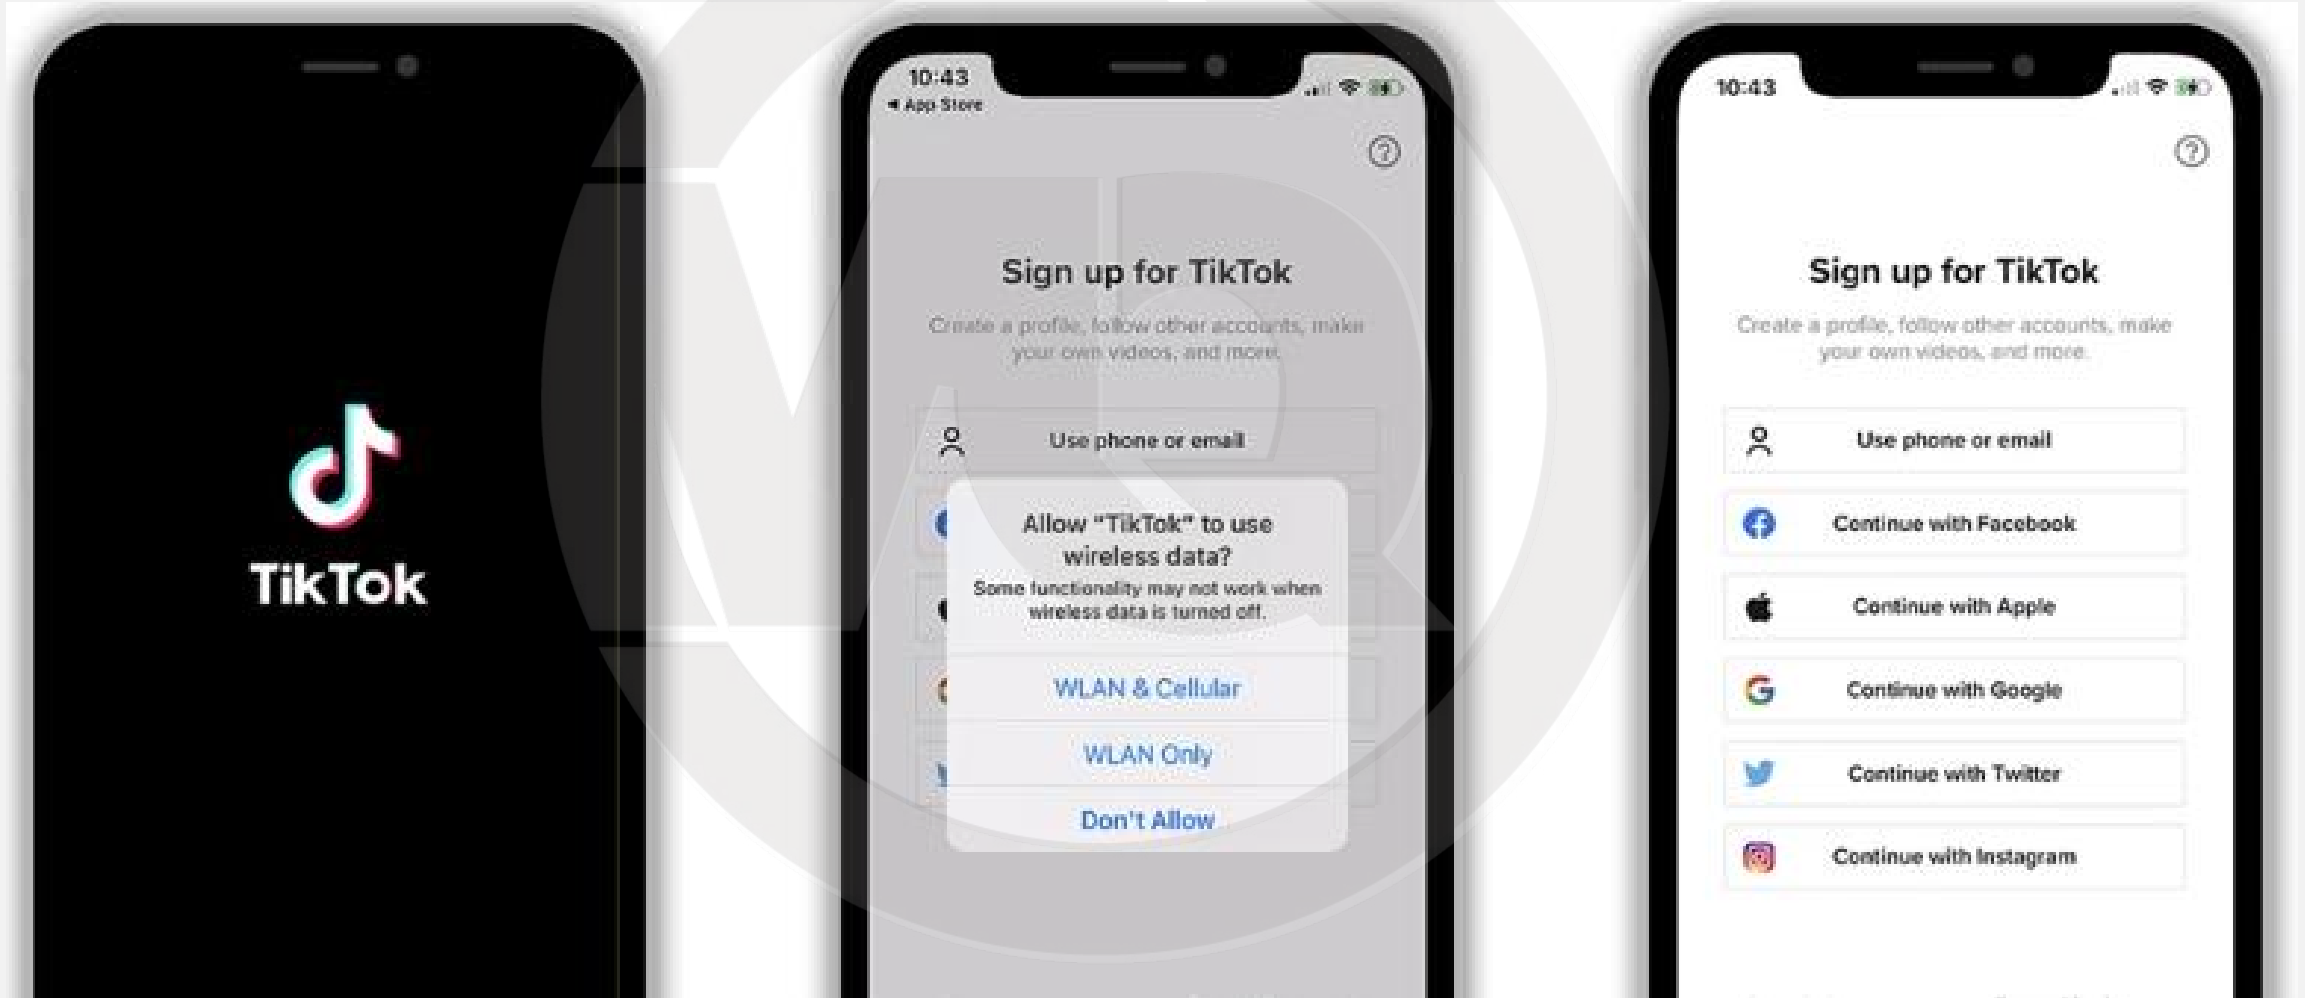 TikTok
10:43
App Store
Sign up for TikTok
Create a profile, follow other accounts, make
your own videos, and more.
Use phone or email
Allow “TikTok” to use
wireless data?
Some functionality may not work when
wireless data is turned off.
WLAN & Cellular
WLAN Only
Don't Allow
10:43
Sign up for TikTok
Create a profile, follow other accounts, make
your own videos, and more.
Use phone or email
Continue with Facebook
Continue with Apple
Continue with Google
Continue with Twitter
Continue with Instagram